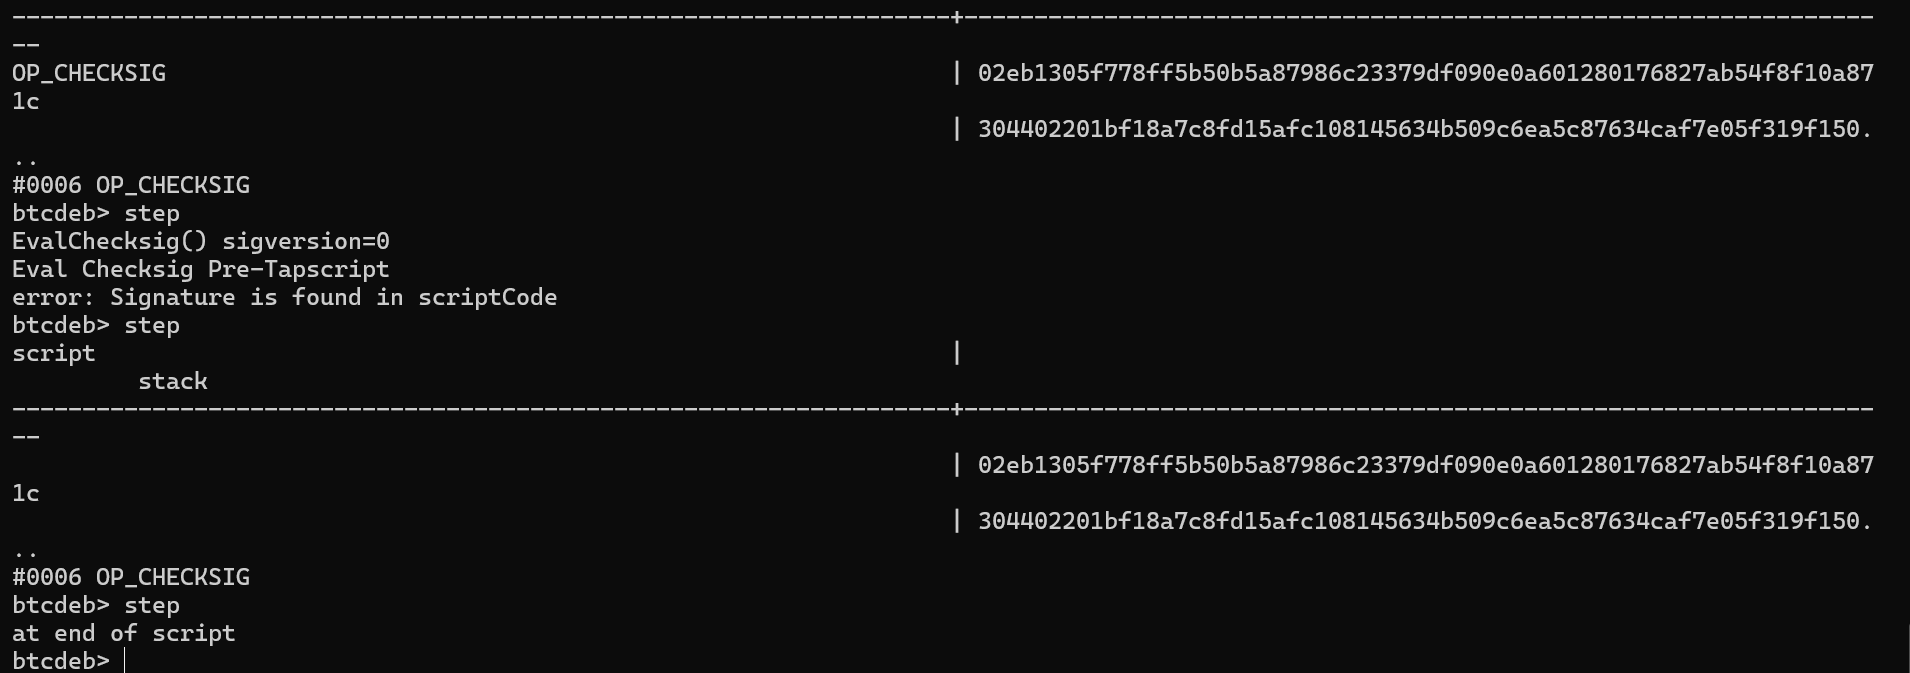 -------------------------------------------------------------------+-----------------------------------------------------------------
--
OP_CHECKSIG                                                        | 02eb1305f778ff5b50b5a87986c23379df090e0a601280176827ab54f8f10a87
1c
                                                                   | 304402201bf18a7c8fd15afc108145634b509c6ea5c87634caf7e05f319f150.
..
#0006 OP_CHECKSIG
btcdeb> step
EvalChecksig() sigversion=0
Eval Checksig Pre-Tapscript
error: Signature is found in scriptCode
btcdeb> step
script                                                             |
         stack
-------------------------------------------------------------------+-----------------------------------------------------------------
--
                                                                   | 02eb1305f778ff5b50b5a87986c23379df090e0a601280176827ab54f8f10a87
1c
                                                                   | 304402201bf18a7c8fd15afc108145634b509c6ea5c87634caf7e05f319f150.
..
#0006 OP_CHECKSIG
btcdeb> step
at end of script
btcdeb>